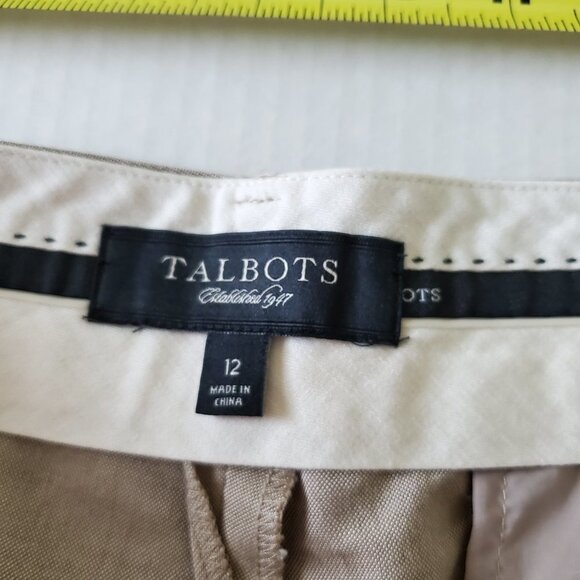 TALBOTS
Established 1947
OTS
12
MADE IN
CHINA